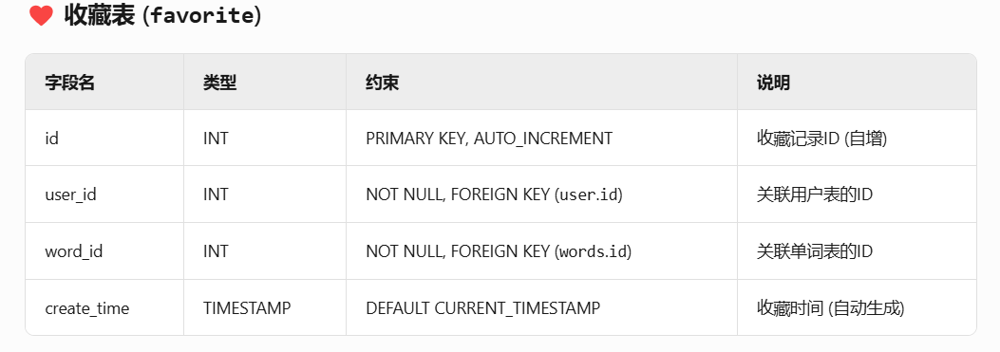 ❤️ 收藏表 (favorite)
字段名 类型 约束 说明
id INT PRIMARY KEY, AUTO_INCREMENT 收藏记录ID (自增)
user_id INT NOT NULL, FOREIGN KEY (user.id) 关联用户表的ID
word_id INT NOT NULL, FOREIGN KEY (words.id) 关联单词表的ID
create_time TIMESTAMP DEFAULT CURRENT_TIMESTAMP 收藏时间 (自动生成)